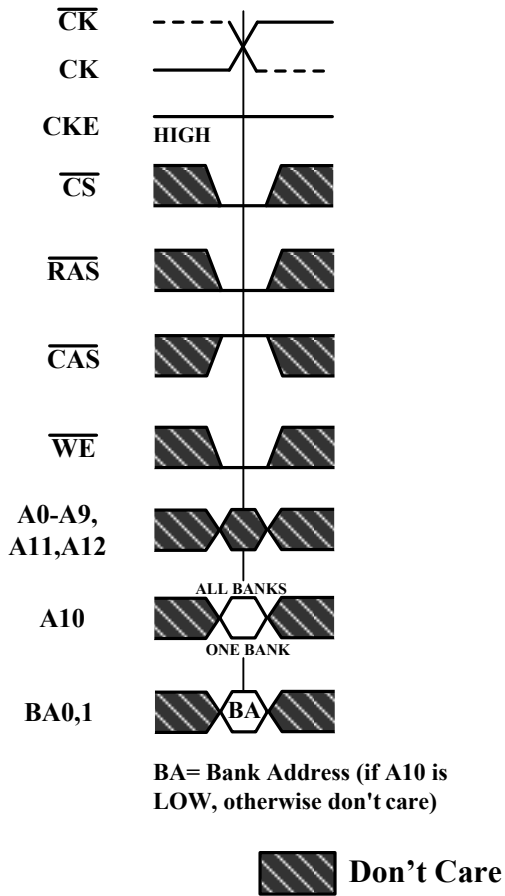 CK
CK
CKE
HIGH
CS
RAS
CAS
WE
A0-A9,
A11,A12
ALL BANKS
A10
ONE BANK
BA0,1
BA
BA= Bank Address (if A10 is
LOW, otherwise don't care)
Don’t Care